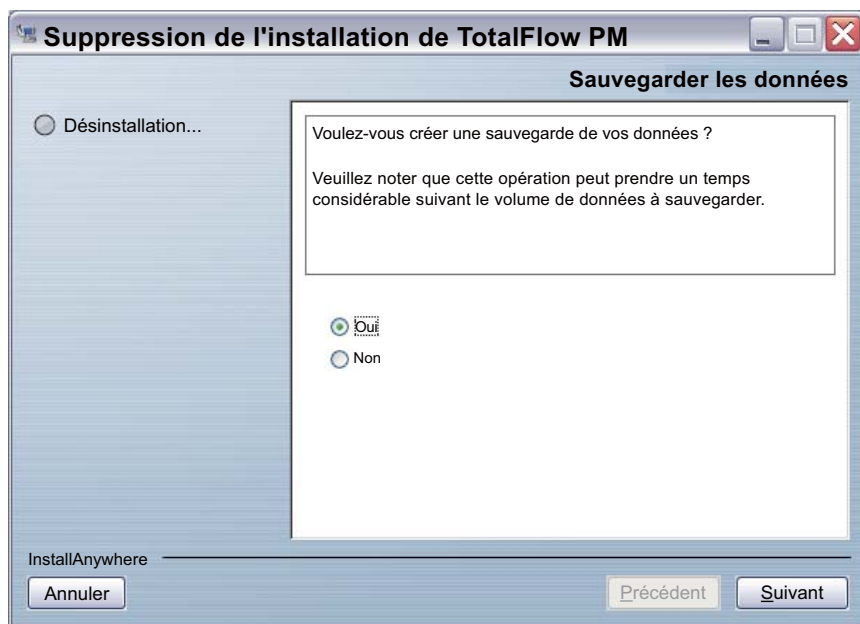 Suppression de l'installation de TotalFlow PM
Sauvegarder les données
Désinstallation...
Voulez-vous créer une sauvegarde de vos données ?
Veuillez noter que cette opération peut prendre un temps
considérable suivant le volume de données à sauvegarder.
Oui
Non
InstallAnywhere
Annuler
Précédent
Suivant